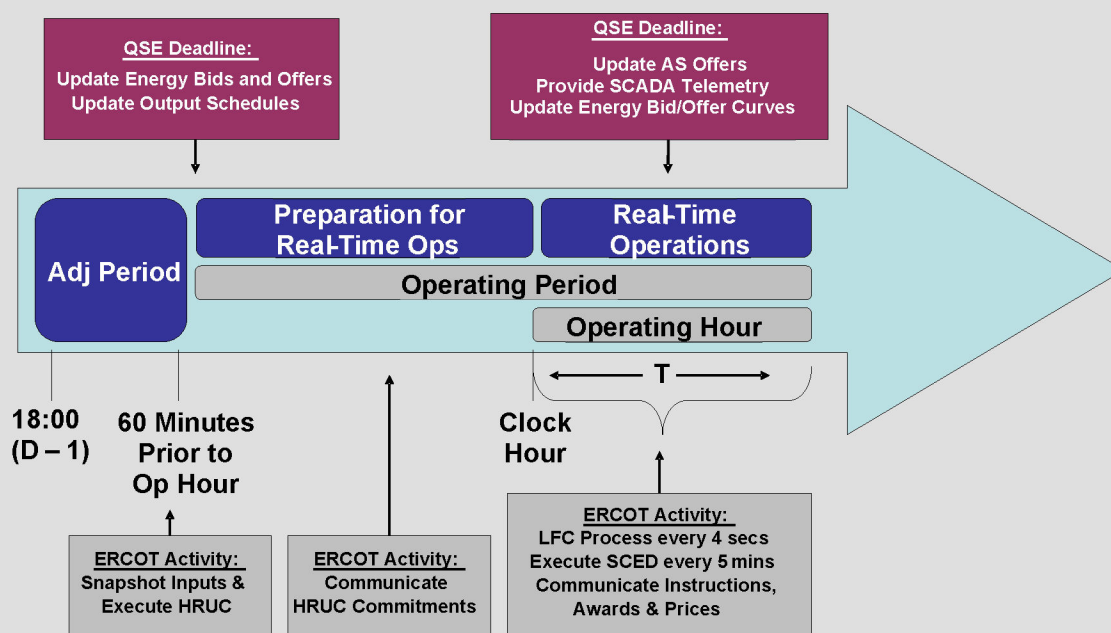 QSE Deadline:
Update Energy Bids and Offers
Update Output Schedules
QSE Deadline:
Update AS Offers
Provide SCADA Telemetry
Update Energy Bid/Offer Curves
Adj Period
Preparation for
Real-Time Ops
Real-Time
Operations
Operating Period
Operating Hour
T
18:00
(D – 1)
60 Minutes
Prior to
Op Hour
Clock
Hour
ERCOT Activity:
Snapshot Inputs &
Execute HRUC
ERCOT Activity:
Communicate
HRUC Commitments
ERCOT Activity:
LFC Process every 4 secs
Execute SCED every 5 mins
Communicate Instructions,
Awards & Prices